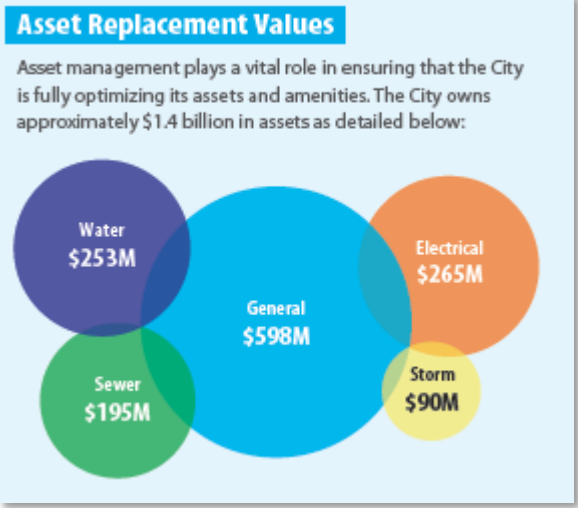 Asset Replacement Values
Asset management plays a vital role in ensuring that the City
is fully optimizing its assets and amenities. The City owns
approximately $1.4 billion in assets as detailed below:
Water
$253M
Electrical
$265M
General
$598M
Sewer
$195M
Storm
$90M